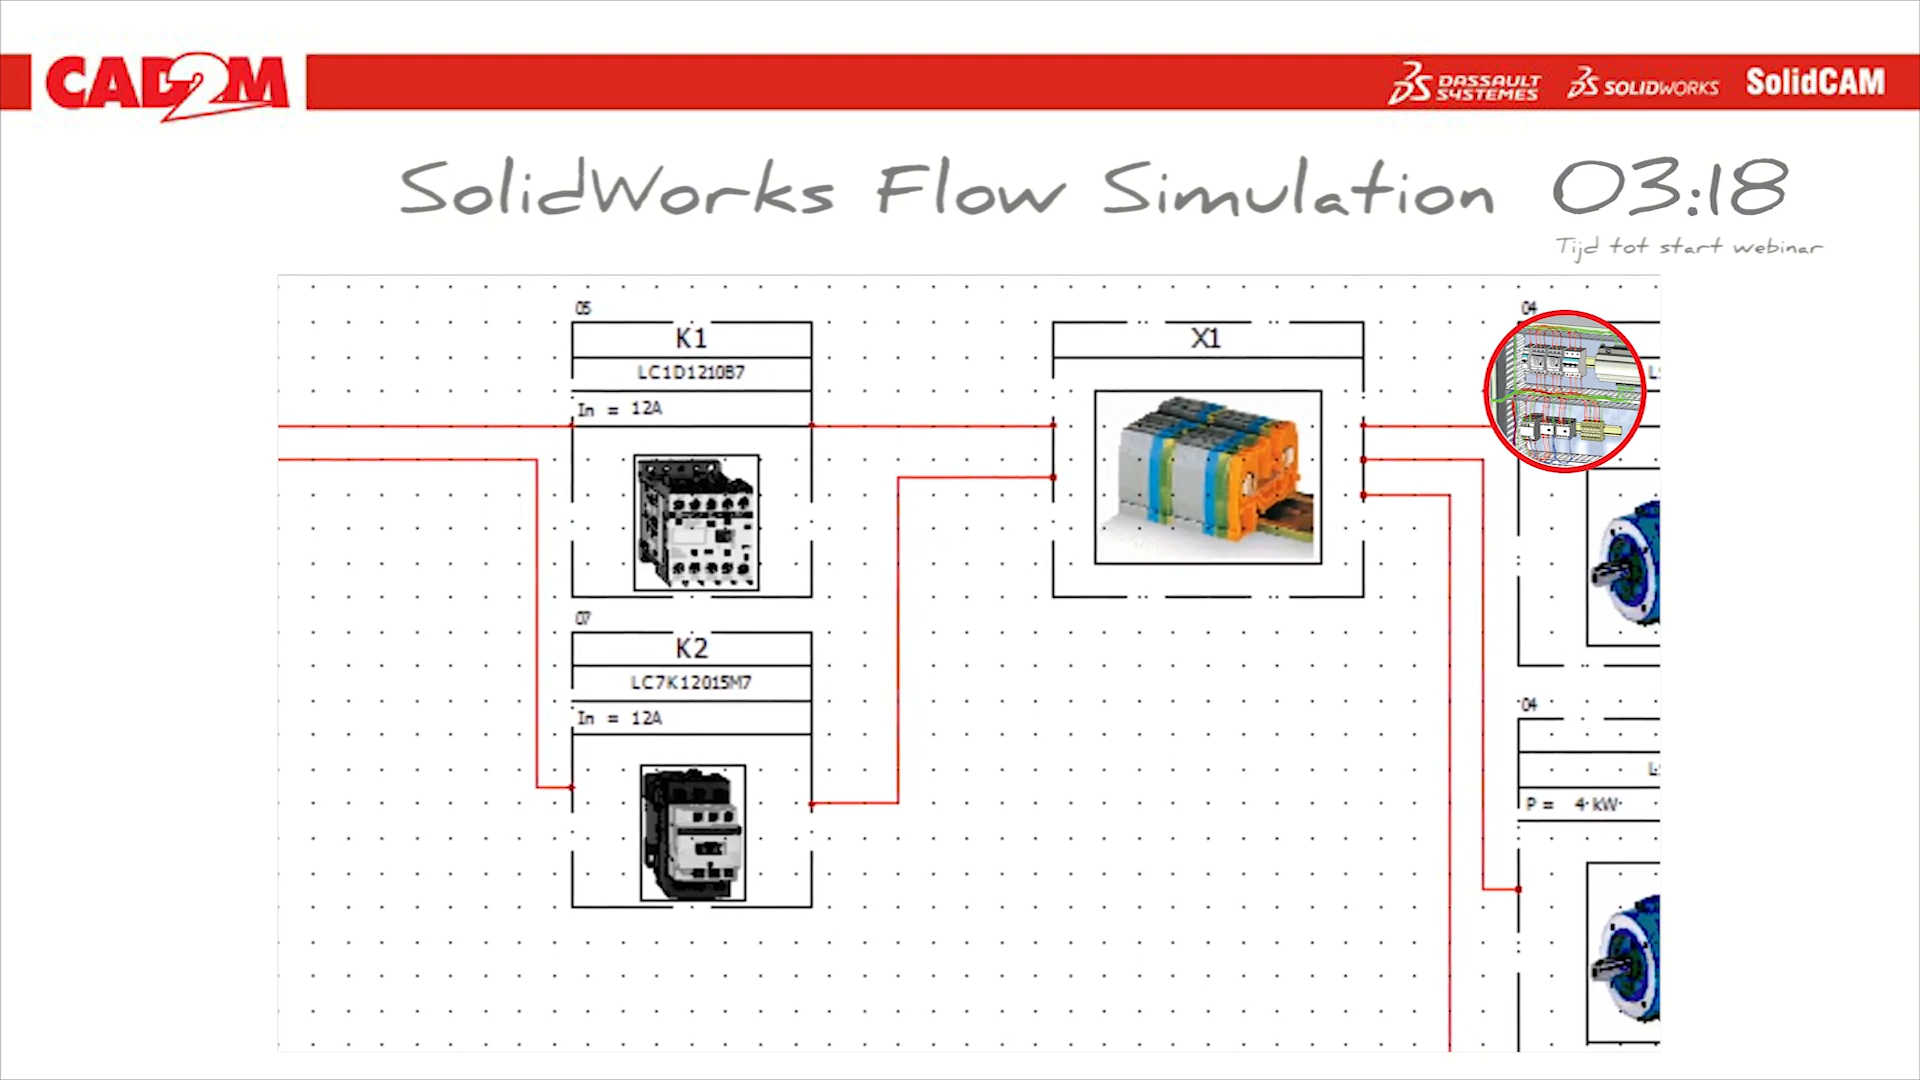 CAD2M
DASSAULT SYSTEMES
SOLIDWORKS
SolidCAM
SolidWorks Flow Simulation 03:18
Tijd tot start webinar
05
K1
LC1D1210B7
In = 12A
X1
04
07
K2
LC7K12015M7
In = 12A
04
P = 4 kW